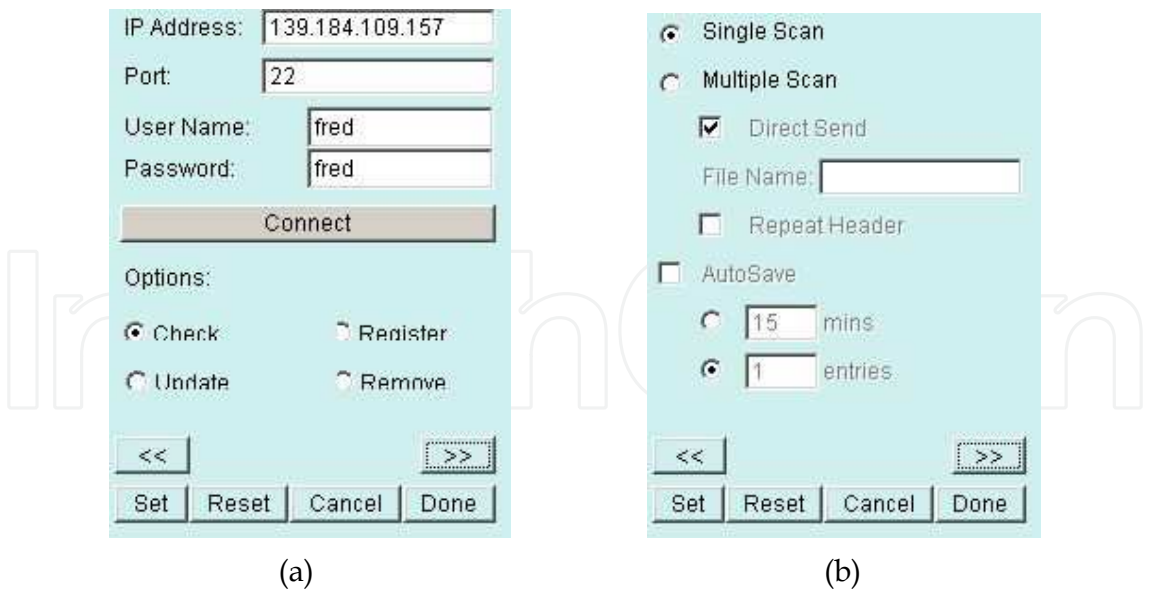 IP Address: 139.184.109.157
Port: 22
User Name: fred
Password: fred
Connect
Options:
Check Register
Update Remove
<< >>
Set Reset Cancel Done
(a)
Single Scan
Multiple Scan
Direct Send
File Name:
Repeat Header
AutoSave
15 mins
1 entries
<< >>
Set Reset Cancel Done
(b)